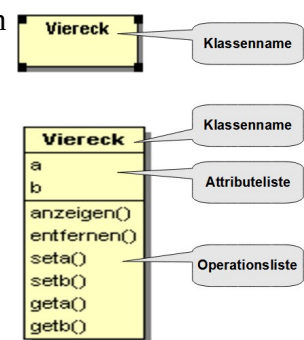 n
Viereck
Klassenname
Klassenname
Viereck
a
b
Attributeliste
anzeigen()
entfernen()
seta()
setb()
geta()
getb()
Operationsliste